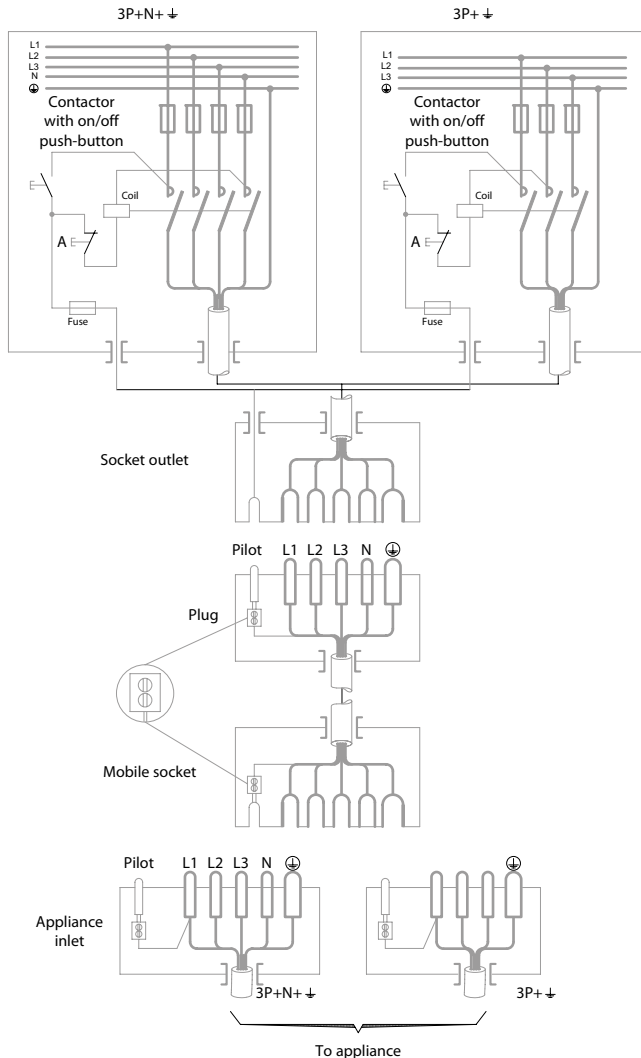 3P+N+⏚
3P+⏚
L1
L2
L3
N
Contactor
with on/off
push-button
Coil
A
Fuse
L1
L2
L3
Contactor
with on/off
push-button
Coil
A
Fuse
Socket outlet
Pilot L1 L2 L3 N
Plug
Mobile socket
Pilot L1 L2 L3 N
Appliance
inlet
3P+N+⏚
3P+⏚
To appliance